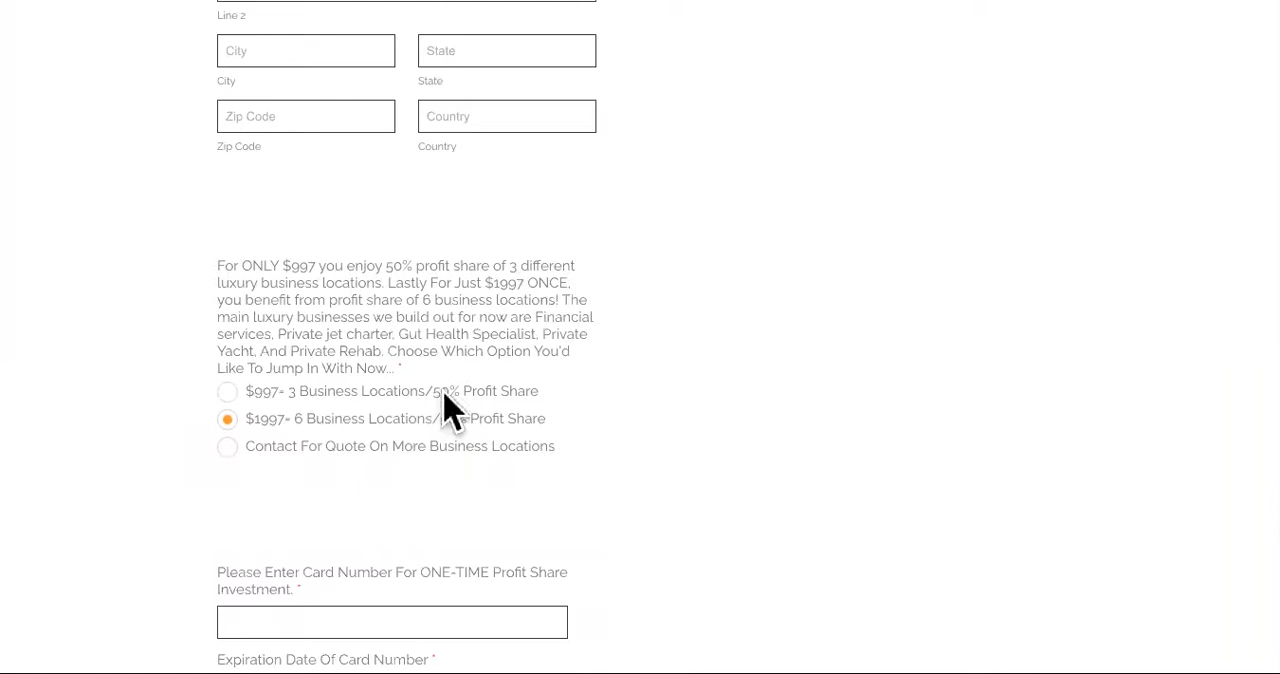 Line 2
City State
City State
Zip Code Country
Zip Code Country
For ONLY $997 you enjoy 50% profit share of 3 different
luxury business locations. Lastly For Just $1997 ONCE,
you benefit from profit share of 6 business locations! The
main luxury businesses we build out for now are Financial
services, Private jet charter, Gut Health Specialist, Private
Yacht, And Private Rehab. Choose Which Option You'd
Like To Jump In With Now... *
$997= 3 Business Locations/50% Profit Share
$1997= 6 Business Locations/ Profit Share
Contact For Quote On More Business Locations
Please Enter Card Number For ONE-TIME Profit Share
Investment. *
Expiration Date Of Card Number *